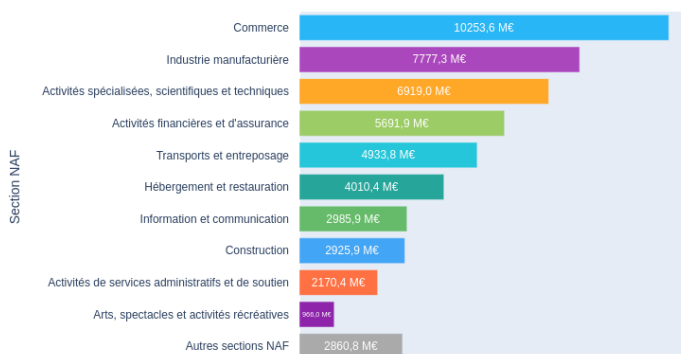 Section NAF
Commerce 10253,6 M€
Industrie manufacturière 7777,3 M€
Activités spécialisées, scientifiques et techniques 6919,0 M€
Activités financières et d'assurance 5691,9 M€
Transports et entreposage 4933,8 M€
Hébergement et restauration 4010,4 M€
Information et communication 2985,9 M€
Construction 2925,9 M€
Activités de services administratifs et de soutien 2170,4 M€
Arts, spectacles et activités récréatives 966,0 M€
Autres sections NAF 2860,8 M€